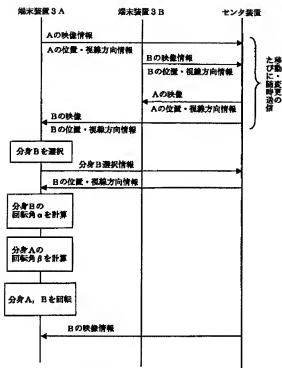 端末装置3A
端末装置3B
センタ装置
Aの映像情報
Aの位置・視線方向情報
Bの映像情報
Bの位置・視線方向情報
Aの映像
Aの位置・視線方向情報
Bの映像
Bの位置・視線方向情報
移動・変更の
たびに随時送信
分身Bを選択
分身B選択情報
Bの位置・視線方向情報
分身Bの
回転角αを計算
分身Aの
回転角βを計算
分身A，Bを回転
Bの映像情報